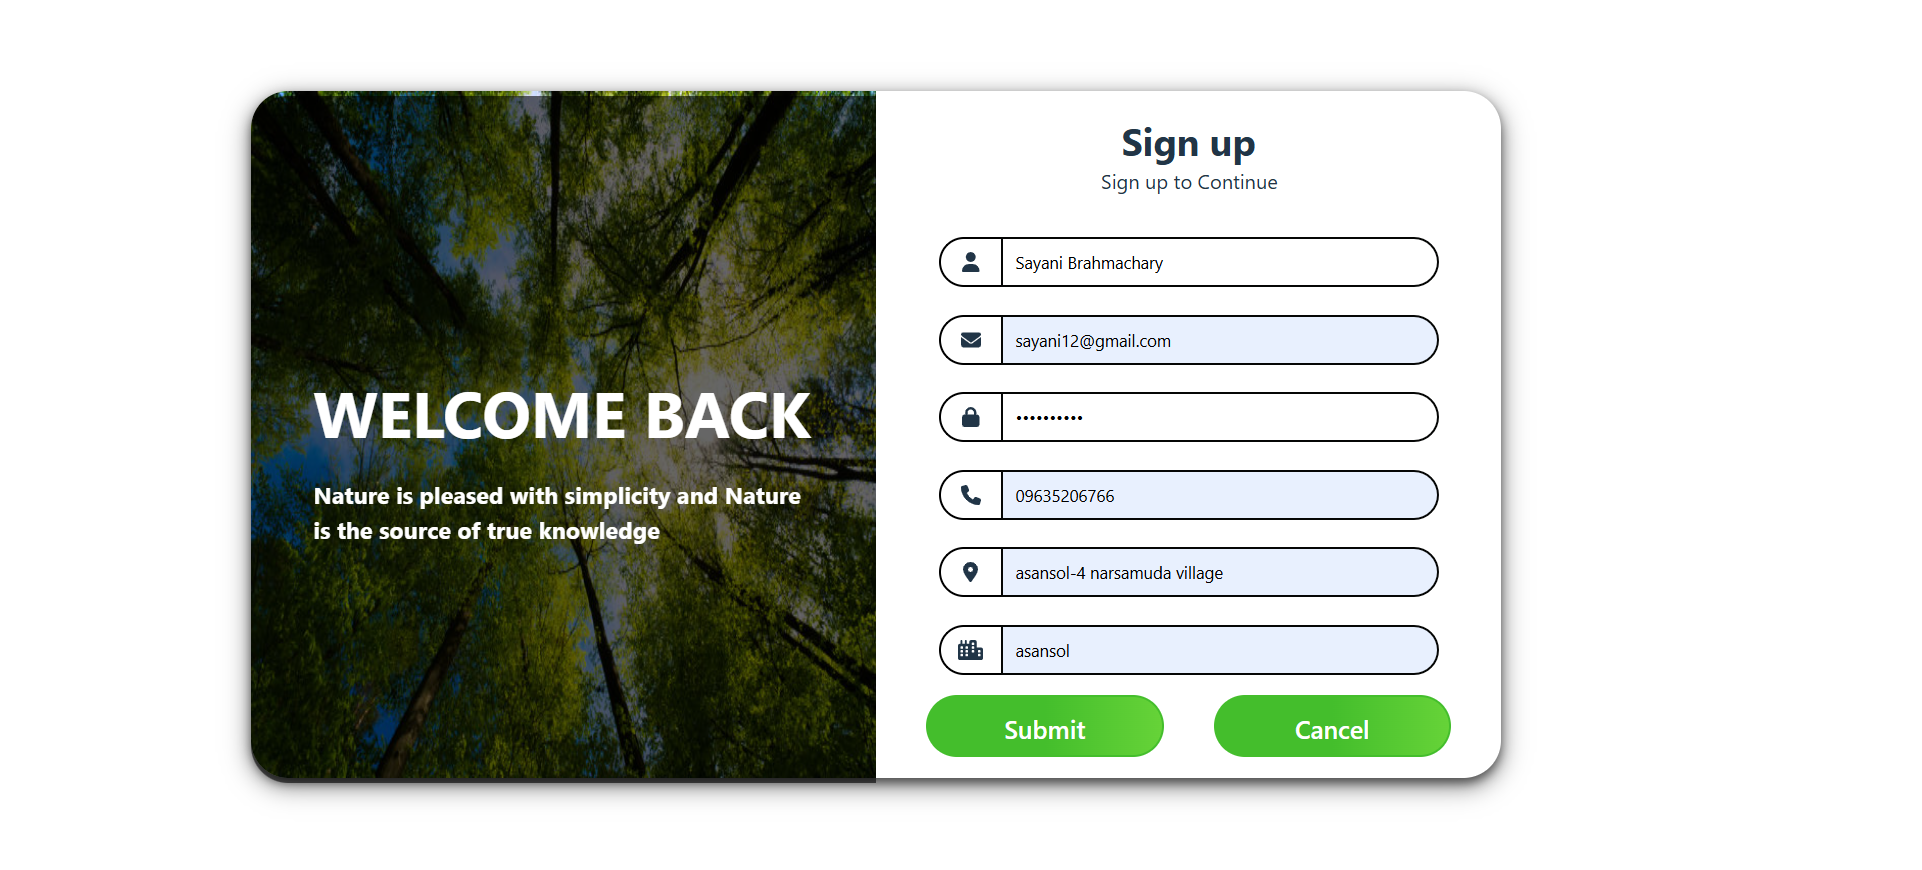 WELCOME BACK
Nature is pleased with simplicity and Nature
is the source of true knowledge
Sign up
Sign up to Continue
Sayani Brahmachary
sayani12@gmail.com
••••••••••
09635206766
asansol-4 narsamuda village
asansol
Submit
Cancel